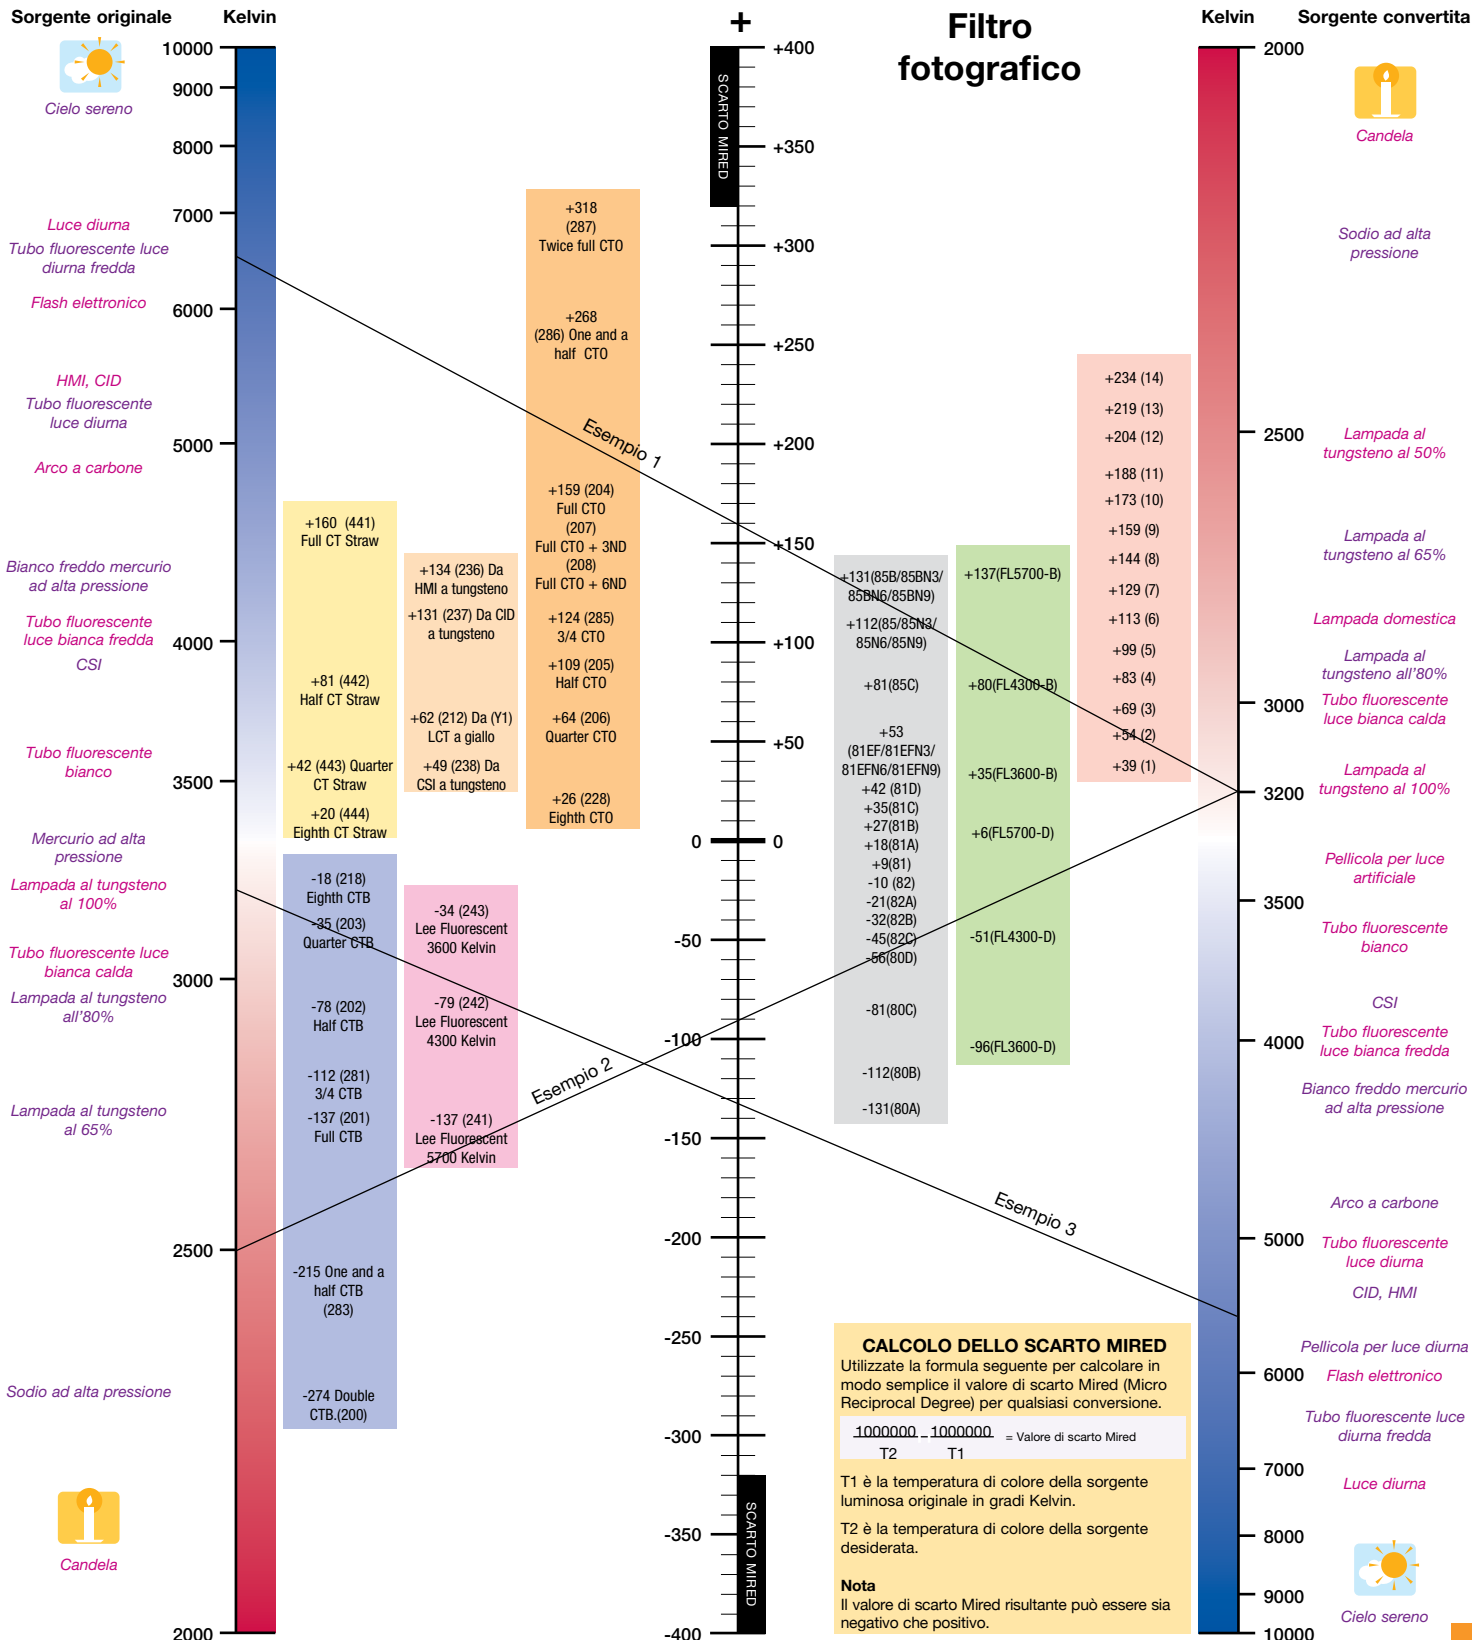 Sorgente originale
Kelvin
+
Filtro
fotografico
Kelvin
Sorgente convertita
Cielo sereno
Luce diurna
Tubo fluorescente luce
diurna fredda
Flash elettronico
HMI, CID
Tubo fluorescente
luce diurna
Arco a carbone
Bianco freddo mercurio
ad alta pressione
Tubo fluorescente
luce bianca fredda
CSI
Tubo fluorescente
bianco
Mercurio ad alta
pressione
Lampada al tungsteno
al 100%
Tubo fluorescente luce
bianca calda
Lampada al tungsteno
all'80%
Lampada al tungsteno
al 65%
Sodio ad alta pressione
Candela
10000
9000
8000
7000
6000
5000
4000
3500
3000
2500
2000
+160 (441)
Full CT Straw
+81 (442)
Half CT Straw
+42 (443) Quarter
CT Straw
+20 (444)
Eighth CT Straw
-18 (218)
Eighth CTB
-35 (203)
Quarter CTB
-78 (202)
Half CTB
-112 (281)
3/4 CTB
-137 (201)
Full CTB
-215 One and a
half CTB
(283)
-274 Double
CTB.(200)
+134 (236) Da
HMI a tungsteno
+131 (237) Da CID
a tungsteno
+62 (212) Da (Y1)
LCT a giallo
+49 (238) Da
CSI a tungsteno
-34 (243)
Lee Fluorescent
3600 Kelvin
-79 (242)
Lee Fluorescent
4300 Kelvin
-137 (241)
Lee Fluorescent
5700 Kelvin
+318
(287)
Twice full CTO
+268
(286) One and a
half CTO
+159 (204)
Full CTO
(207)
Full CTO + 3ND
(208)
Full CTO + 6ND
+124 (285)
3/4 CTO
+109 (205)
Half CTO
+64 (206)
Quarter CTO
+26 (228)
Eighth CTO
Esempio 1
Esempio 2
Esempio 3
SCARTO MIRED
+400
+350
+300
+250
+200
+150
+100
+50
0 0
-50
-100
-150
-200
-250
-300
-350
-400
SCARTO MIRED
+131(85B/85BN3/
85BN6/85BN9)
+112(85/85N3/
85N6/85N9)
+81(85C)
+53
(81EF/81EFN3/
81EFN6/81EFN9)
+42 (81D)
+35(81C)
+27(81B)
+18(81A)
+9(81)
-10 (82)
-21(82A)
-32(82B)
-45(82C)
-56(80D)
-81(80C)
-112(80B)
-131(80A)
+137(FL5700-B)
+80(FL4300-B)
+35(FL3600-B)
+6(FL5700-D)
-51(FL4300-D)
-96(FL3600-D)
+234 (14)
+219 (13)
+204 (12)
+188 (11)
+173 (10)
+159 (9)
+144 (8)
+129 (7)
+113 (6)
+99 (5)
+83 (4)
+69 (3)
+54 (2)
+39 (1)
CALCOLO DELLO SCARTO MIRED
Utilizzate la formula seguente per calcolare in
modo semplice il valore di scarto Mired (Micro
Reciprocal Degree) per qualsiasi conversione.
1000000 - 1000000 = Valore di scarto Mired
T2 T1
T1 è la temperatura di colore della sorgente
luminosa originale in gradi Kelvin.
T2 è la temperatura di colore della sorgente
desiderata.
Nota
Il valore di scarto Mired risultante può essere sia
negativo che positivo.
2000
2500
3000
3200
3500
4000
5000
6000
7000
8000
9000
10000
Candela
Sodio ad alta
pressione
Lampada al
tungsteno al 50%
Lampada al
tungsteno al 65%
Lampada domestica
Lampada al
tungsteno all'80%
Tubo fluorescente
luce bianca calda
Lampada al
tungsteno al 100%
Pellicola per luce
artificiale
Tubo fluorescente
bianco
CSI
Tubo fluorescente
luce bianca fredda
Bianco freddo mercurio
ad alta pressione
Arco a carbone
Tubo fluorescente
luce diurna
CID, HMI
Pellicola per luce diurna
Flash elettronico
Tubo fluorescente luce
diurna fredda
Luce diurna
Cielo sereno